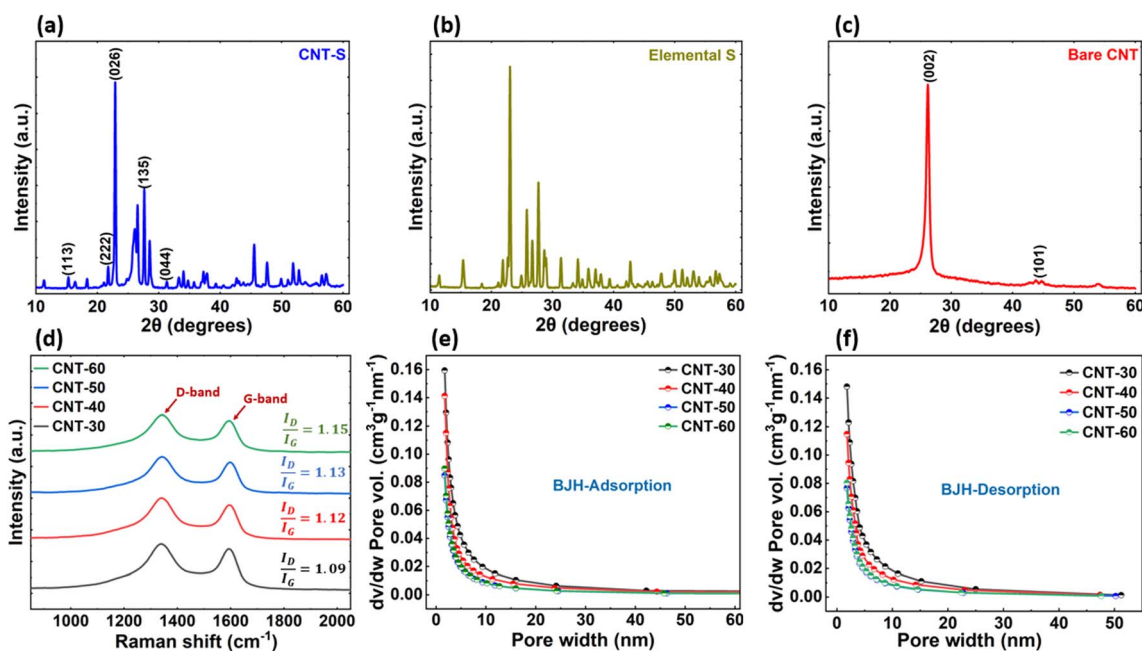 (a)
CNT-S
(026)
(135)
(113)
(222)
(044)
Intensity (a.u.)
10 20 30 40 50 60
2θ (degrees)
(b)
Elemental S
Intensity (a.u.)
10 20 30 40 50 60
2θ (degrees)
(c)
Bare CNT
(002)
(101)
Intensity (a.u.)
10 20 30 40 50 60
2θ (degrees)
(d)
CNT-60
CNT-50
CNT-40
CNT-30
D-band
G-band
I_D/I_G = 1.15
I_D/I_G = 1.13
I_D/I_G = 1.12
I_D/I_G = 1.09
Intensity (a.u.)
1000 1250 1500 1750 2000
Raman shift (cm⁻¹)
(e)
CNT-30
CNT-40
CNT-50
CNT-60
BJH-Adsorption
dv/dw Pore vol. (cm³g⁻¹nm⁻¹)
0.16
0.14
0.12
0.10
0.08
0.06
0.04
0.02
0.00
0 10 20 30 40 50 60
Pore width (nm)
(f)
CNT-30
CNT-40
CNT-50
CNT-60
BJH-Desorption
dv/dw Pore vol. (cm³g⁻¹nm⁻¹)
0.16
0.14
0.12
0.10
0.08
0.06
0.04
0.02
0.00
0 10 20 30 40 50
Pore width (nm)